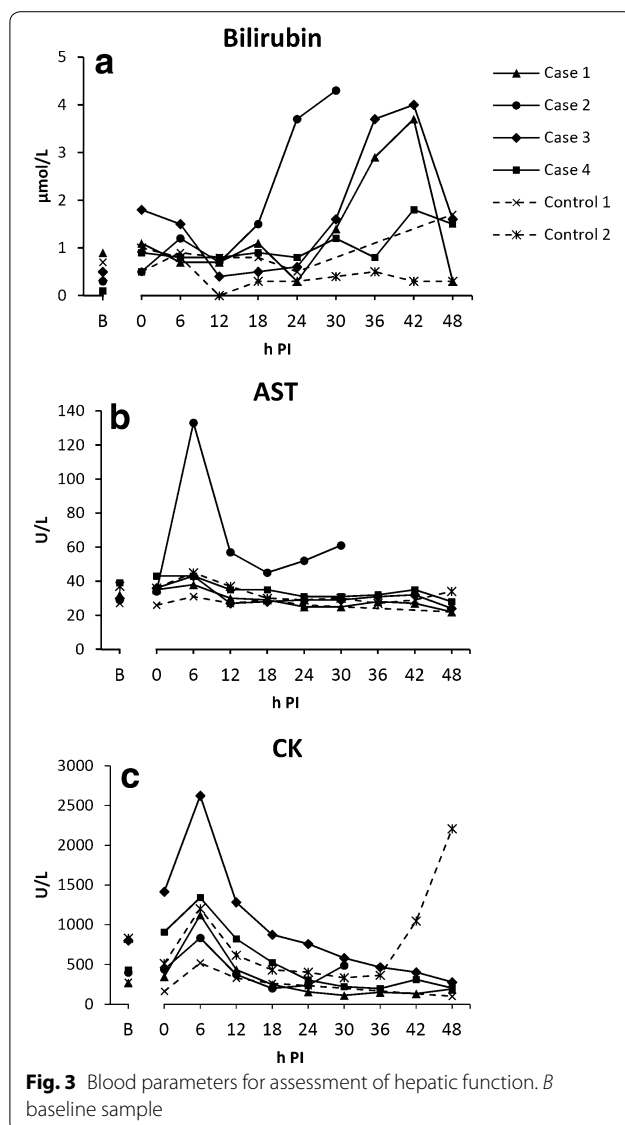 Bilirubin
a
5
4
3
2
1
0
µmol/L
B 0 6 12 18 24 30 36 42 48
h PI
Case 1
Case 2
Case 3
Case 4
Control 1
Control 2
AST
b
140
120
100
80
60
40
20
0
U/L
B 0 6 12 18 24 30 36 42 48
h PI
CK
c
3000
2500
2000
1500
1000
500
0
U/L
B 0 6 12 18 24 30 36 42 48
h PI
Fig. 3 Blood parameters for assessment of hepatic function. B
baseline sample